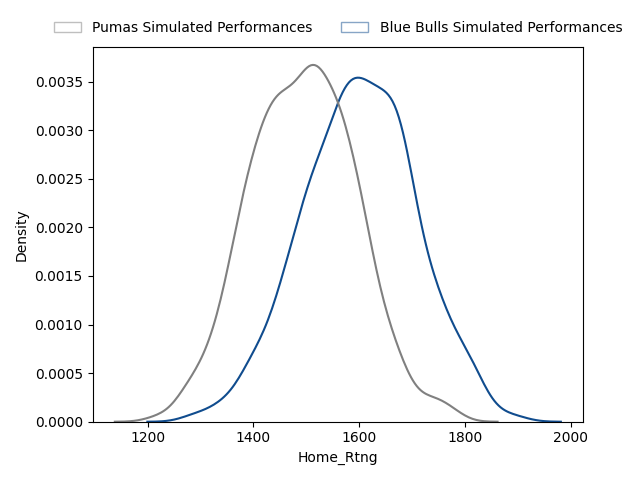 Pumas Simulated Performances Blue Bulls Simulated Performances
0.0035
0.0030
0.0025
0.0020
0.0015
0.0010
0.0005
0.0000
Density
1200 1400 1600 1800 2000
Home_Rtng